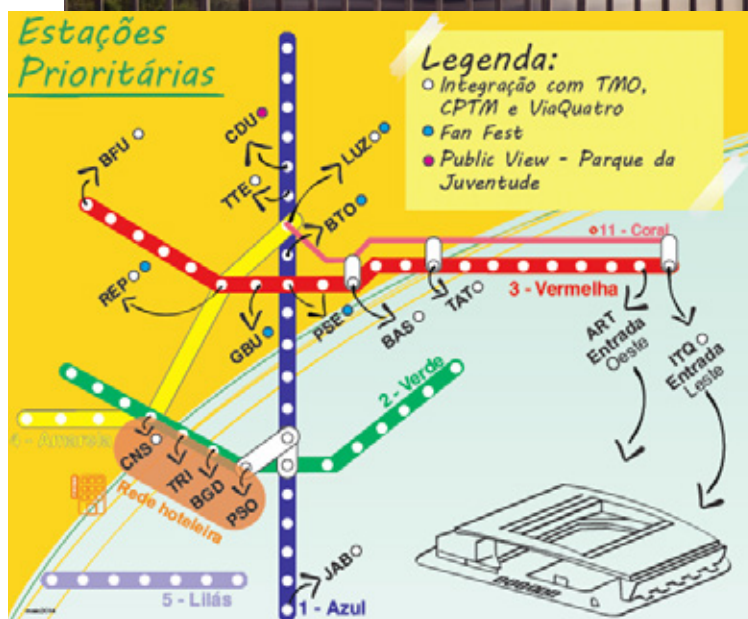 Estações
Prioritárias
Legenda:
Integração com TMO,
CPTM e ViaQuatro
Fan Fest
Public View - Parque da
Juventude
BFU
CDU
TTE
LUZ
BTO
REP
GBU
PSE
BAS
TAT
11 - Coral
3 - Vermelha
ART
Entrada
Oeste
ITQ
Entrada
Leste
2 - Verde
4 - Amarela
CNS
TRI
BGD
PSO
Rede hoteleira
JAB
5 - Lilás
1 - Azul